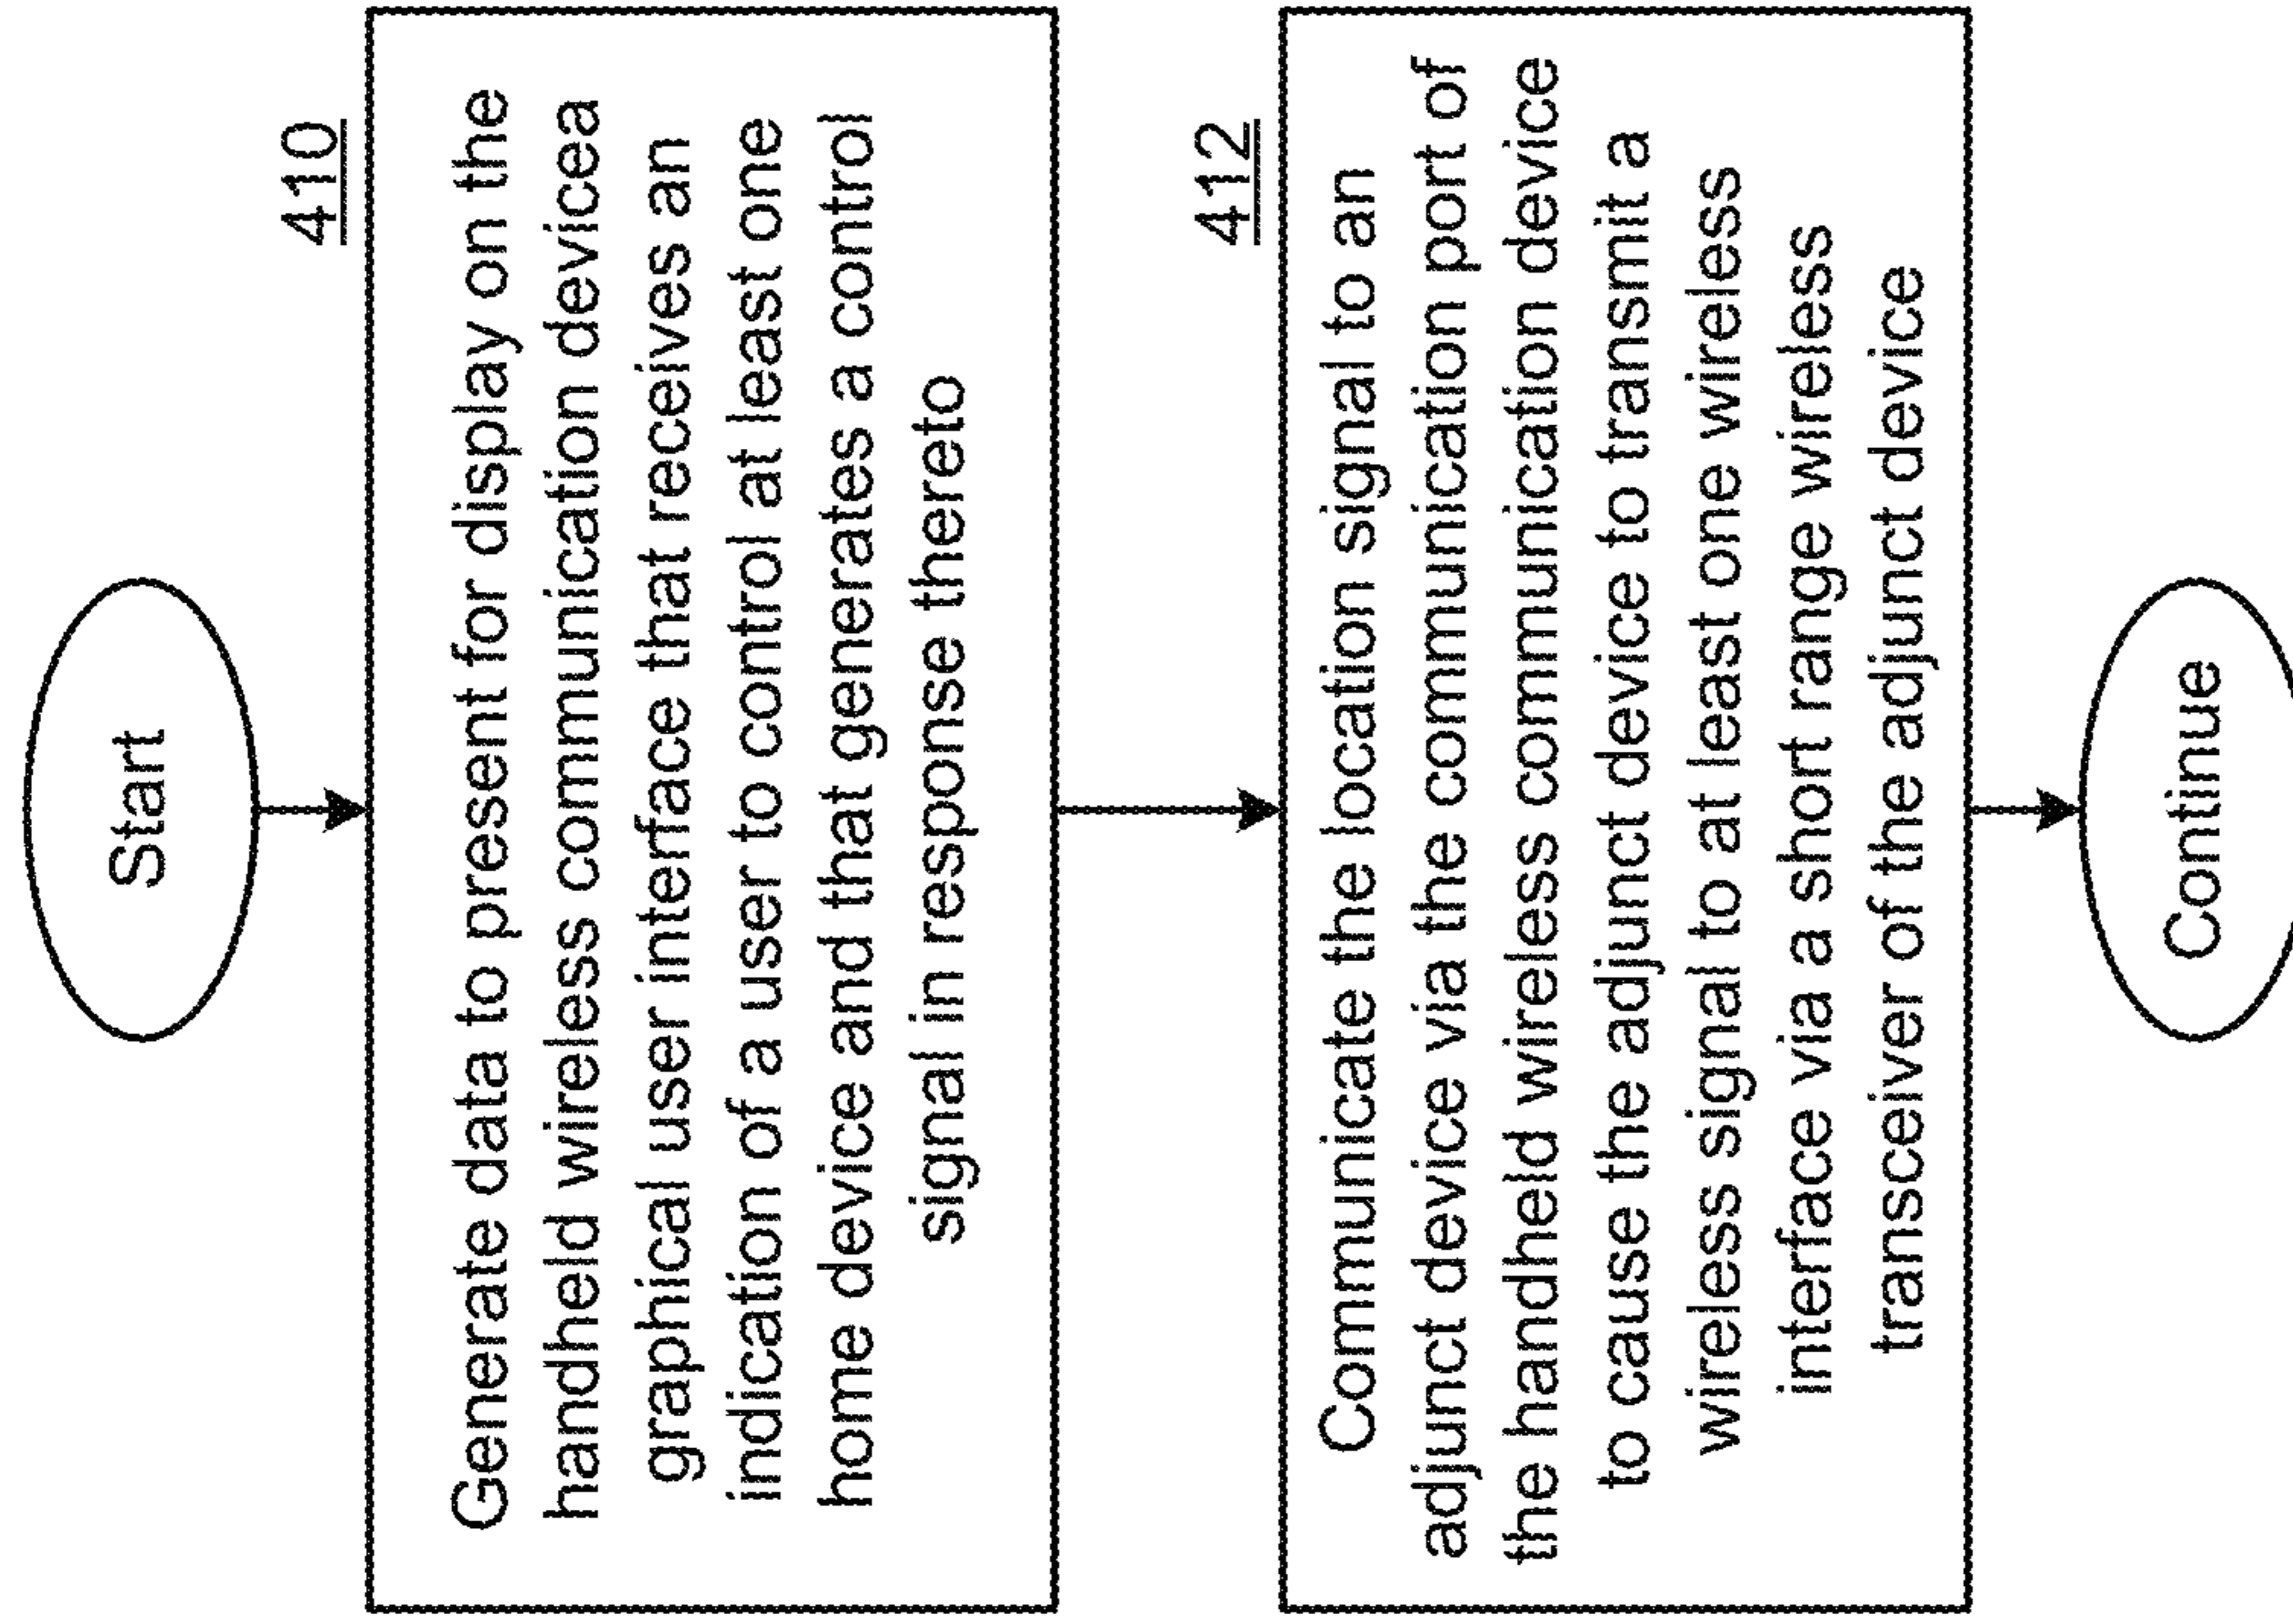 Start
410
Generate data to present for display on the
handheld wireless communication devicea
graphical user interface that receives an
indication of a user to control at least one
home device and that generates a control
signal in response thereto
412
Communicate the location signal to an
adjunct device via the communication port of
the handheld wireless communication device
to cause the adjunct device to transmit a
wireless signal to at least one wireless
interface via a short range wireless
transceiver of the adjunct device
Continue